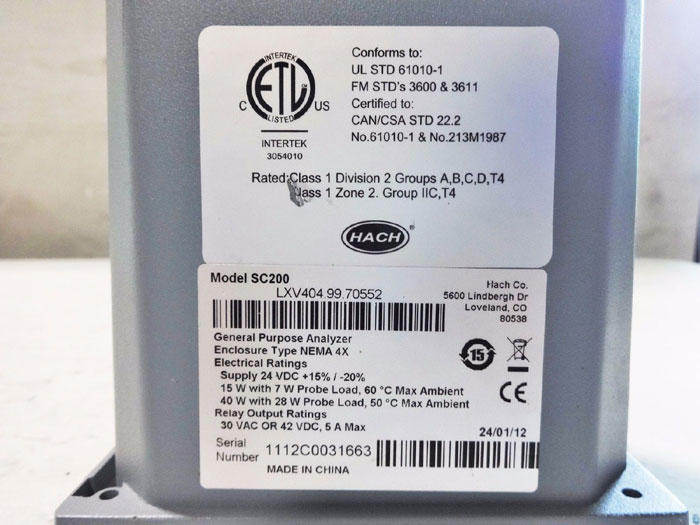 INTERTEK
C ETL US
LISTED
INTERTEK
3054010
Conforms to:
UL STD 61010-1
FM STD's 3600 & 3611
Certified to:
CAN/CSA STD 22.2
No.61010-1 & No.213M1987
Rated:Class 1 Division 2 Groups A,B,C,D,T4
Class 1 Zone 2. Group IIC,T4
HACH®
Model SC200
LXV404.99.70552
Hach Co.
5600 Lindbergh Dr
Loveland, CO
80538
General Purpose Analyzer
Enclosure Type NEMA 4X
Electrical Ratings
Supply 24 VDC +15% / -20%
15 W with 7 W Probe Load, 60 °C Max Ambient
40 W with 28 W Probe Load, 50 °C Max Ambient
Relay Output Ratings
30 VAC OR 42 VDC, 5 A Max
15
CE
24/01/12
Serial
Number 1112C0031663
MADE IN CHINA